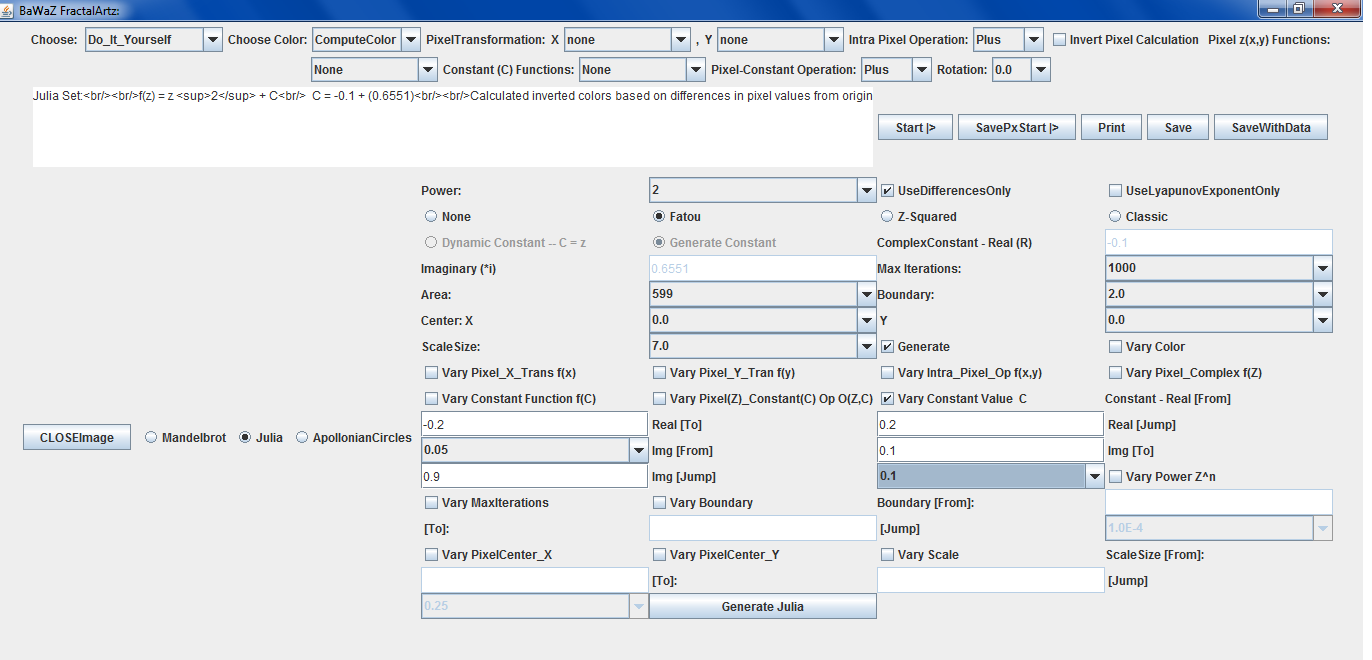 BaWaZ FractalArtz:
Choose: Do_It_Yourself Choose Color: ComputeColor PixelTransformation: X none , Y none Intra Pixel Operation: Plus Invert Pixel Calculation Pixel z(x,y) Functions:
None Constant (C) Functions: None Pixel-Constant Operation: Plus Rotation: 0.0
Julia Set:<br/><br/>f(z) = z <sup>2</sup> + C<br/> C = -0.1 + (0.6551)<br/><br/>Calculated inverted colors based on differences in pixel values from origin
Start |> SavePxStart |> Print Save SaveWithData
Power: 2 UseDifferencesOnly UseLyapunovExponentOnly
None Fatou Z-Squared Classic
Dynamic Constant -- C = z Generate Constant ComplexConstant - Real (R) -0.1
Imaginary (*i) 0.6551 Max Iterations: 1000
Area: 599 Boundary: 2.0
Center: X 0.0 Y 0.0
ScaleSize: 7.0 Generate Vary Color
Vary Pixel_X_Trans f(x) Vary Pixel_Y_Tran f(y) Vary Intra_Pixel_Op f(x,y) Vary Pixel_Complex f(Z)
Vary Constant Function f(C) Vary Pixel(Z)_Constant(C) Op O(Z,C) Vary Constant Value C Constant - Real [From]
-0.2 Real [To] 0.2 Real [Jump]
CLOSEImage Mandelbrot Julia ApollonianCircles 0.05 Img [From] 0.1 Img [To]
0.9 Img [Jump] 0.1 Vary Power Z^n
Vary MaxIterations Vary Boundary Boundary [From]:
[To]: [Jump] 1.0E-4
Vary PixelCenter_X Vary PixelCenter_Y Vary Scale ScaleSize [From]:
[To]: [Jump]
0.25 Generate Julia